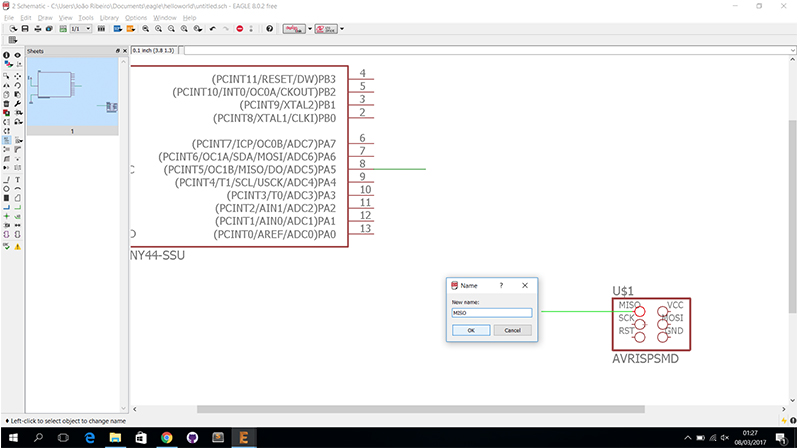 2 Schematic - C:\Users\João Ribeiro\Documents\eagle\helloworld\untitled.sch - EAGLE 8.0.2 free
File Edit Draw View Tools Library Options Window Help
1/1
Sheets
0.1 inch (3.8 1.3)
1
(PCINT11/RESET/DW)PB3 4
(PCINT10/INT0/OC0A/CKOUT)PB2 5
(PCINT9/XTAL2)PB1 3
(PCINT8/XTAL1/CLKI)PB0 2
(PCINT7/ICP/OC0B/ADC7)PA7 6
(PCINT6/OC1A/SDA/MOSI/ADC6)PA6 7
C (PCINT5/OC1B/MISO/DO/ADC5)PA5 8
(PCINT4/T1/SCL/USCK/ADC4)PA4 9
(PCINT3/T0/ADC3)PA3 10
(PCINT2/AIN1/ADC2)PA2 11
(PCINT1/AIN0/ADC1)PA1 12
D (PCINT0/AREF/ADC0)PA0 13
NY44-SSU
Name
New name:
MISO
OK Cancel
U$1
MISO VCC
SCK MOSI
RST GND
AVRISPSMD
Left-click to select object to change name
01:27
08/03/2017